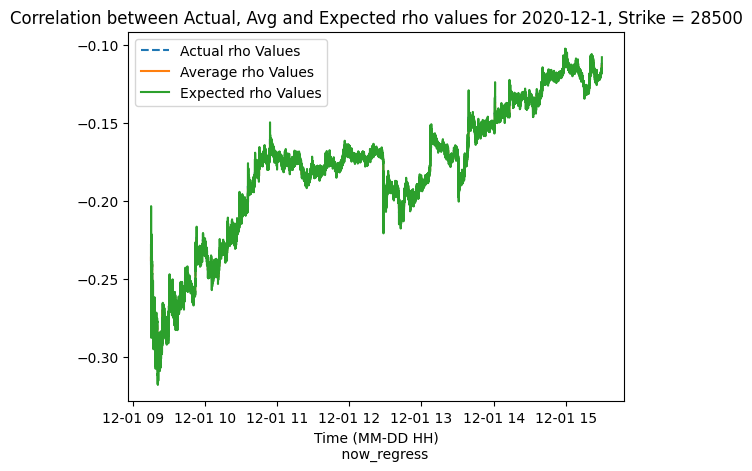 Correlation between Actual, Avg and Expected rho values for 2020-12-1, Strike = 28500
Actual rho Values
Average rho Values
Expected rho Values
−0.10
−0.15
−0.20
−0.25
−0.30
12-01 09 12-01 10 12-01 11 12-01 12 12-01 13 12-01 14 12-01 15
Time (MM-DD HH)
now_regress